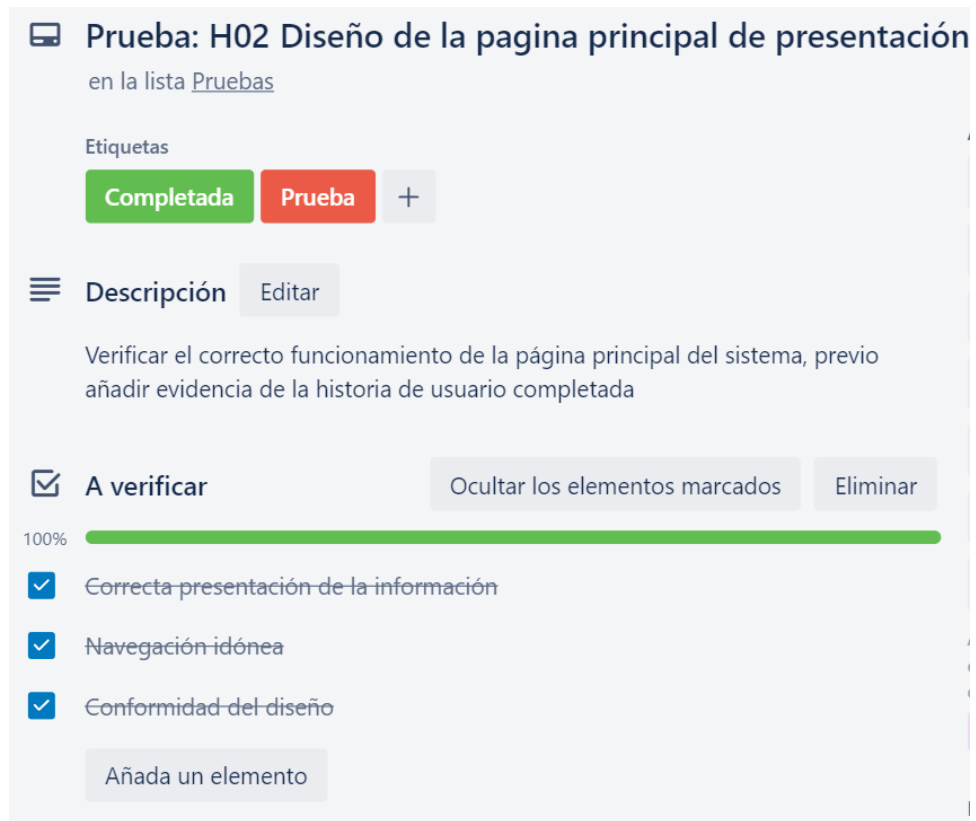 Prueba: H02 Diseño de la pagina principal de presentación
en la lista Pruebas
Etiquetas
Completada Prueba +
Descripción Editar
Verificar el correcto funcionamiento de la página principal del sistema, previo
añadir evidencia de la historia de usuario completada
A verificar Ocultar los elementos marcados Eliminar
100%
Correcta presentación de la información
Navegación idónea
Conformidad del diseño
Añada un elemento